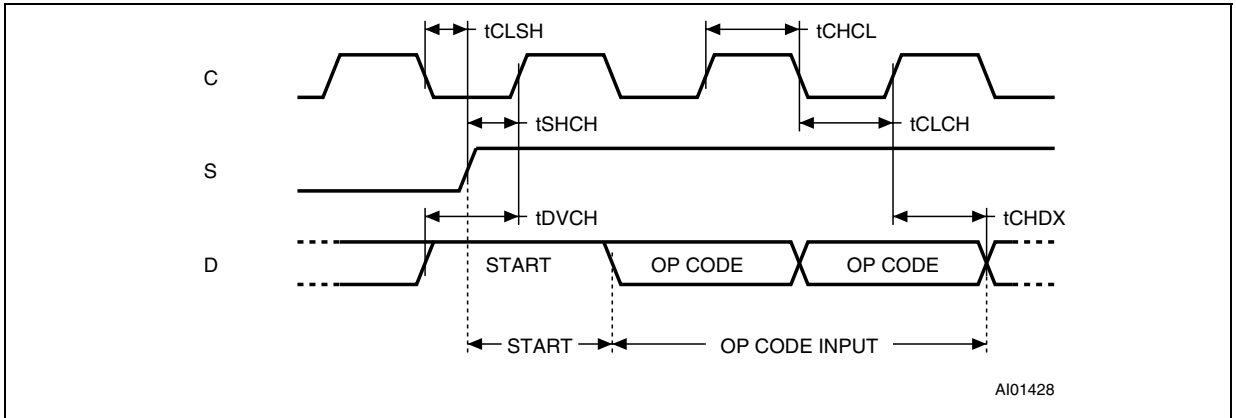 tCLSH tCHCL
C
tSHCH tCLCH
S
tDVCH tCHDX
D START OP CODE OP CODE
START OP CODE INPUT
AI01428